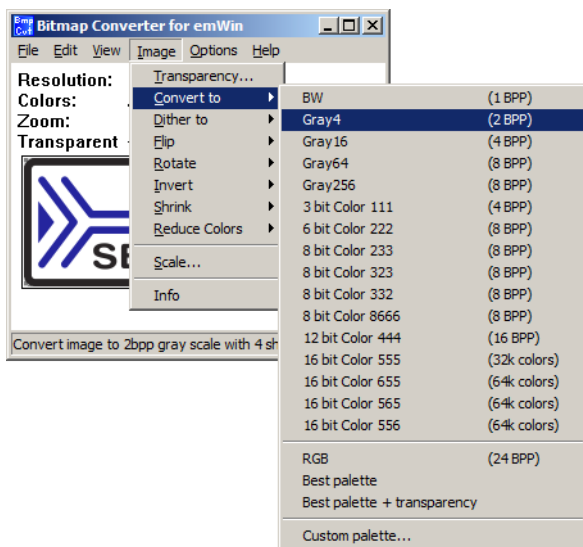 Bmp Cvt Bitmap Converter for emWin
File Edit View Image Options Help
Resolution:
Colors:
Zoom:
Transparent
SE
Convert image to 2bpp gray scale with 4 sh
Transparency...
Convert to
Dither to
Flip
Rotate
Invert
Shrink
Reduce Colors
Scale...
Info
BW (1 BPP)
Gray4 (2 BPP)
Gray16 (4 BPP)
Gray64 (8 BPP)
Gray256 (8 BPP)
3 bit Color 111 (4 BPP)
6 bit Color 222 (8 BPP)
8 bit Color 233 (8 BPP)
8 bit Color 323 (8 BPP)
8 bit Color 332 (8 BPP)
8 bit Color 8666 (8 BPP)
12 bit Color 444 (16 BPP)
16 bit Color 555 (32k colors)
16 bit Color 655 (64k colors)
16 bit Color 565 (64k colors)
16 bit Color 556 (64k colors)
RGB (24 BPP)
Best palette
Best palette + transparency
Custom palette...